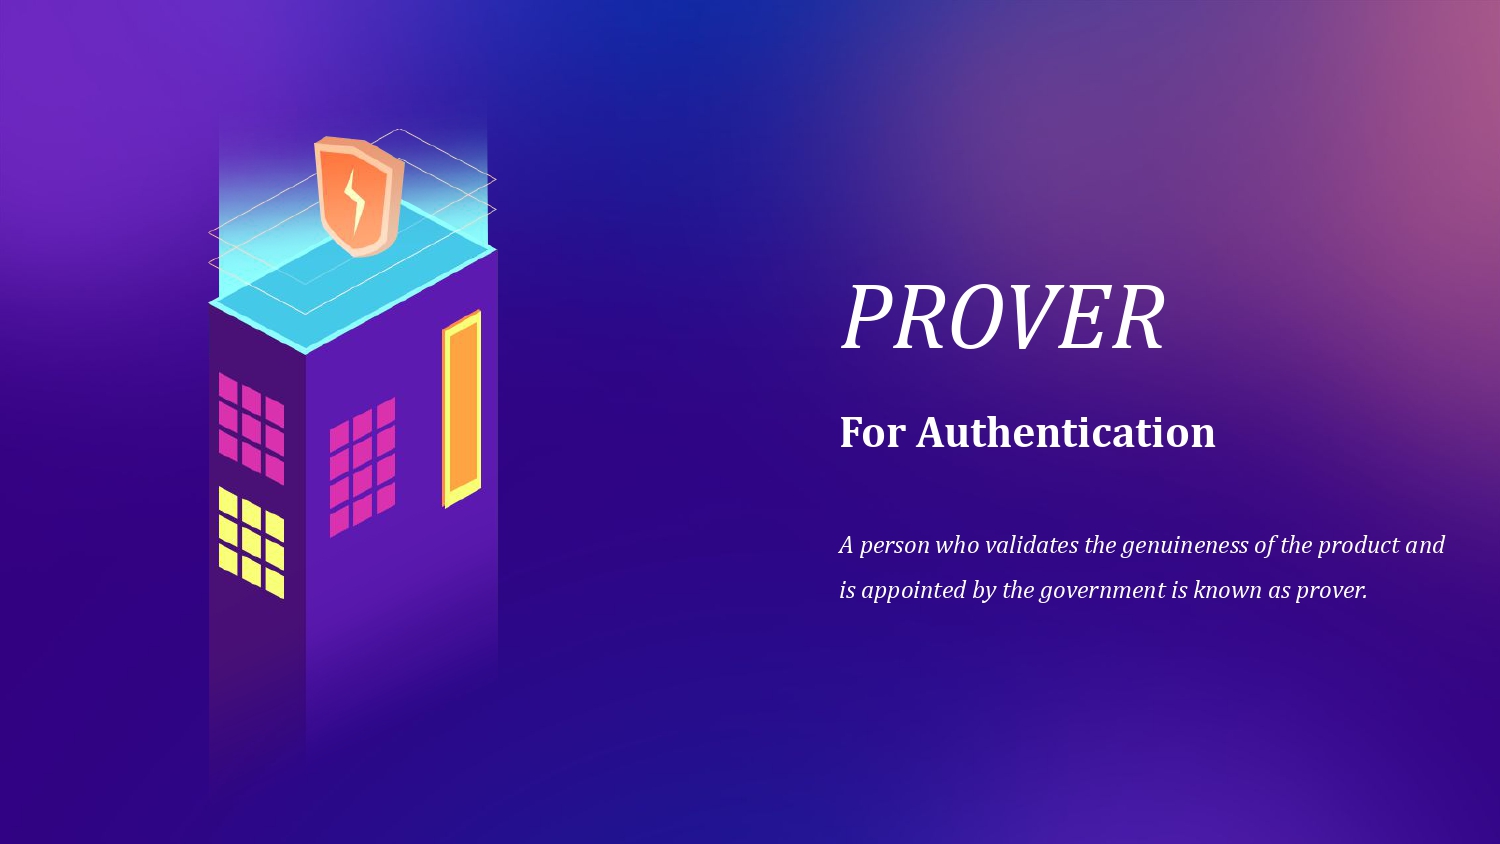 PROVER
For Authentication
A person who validates the genuineness of the product and
is appointed by the government is known as prover.